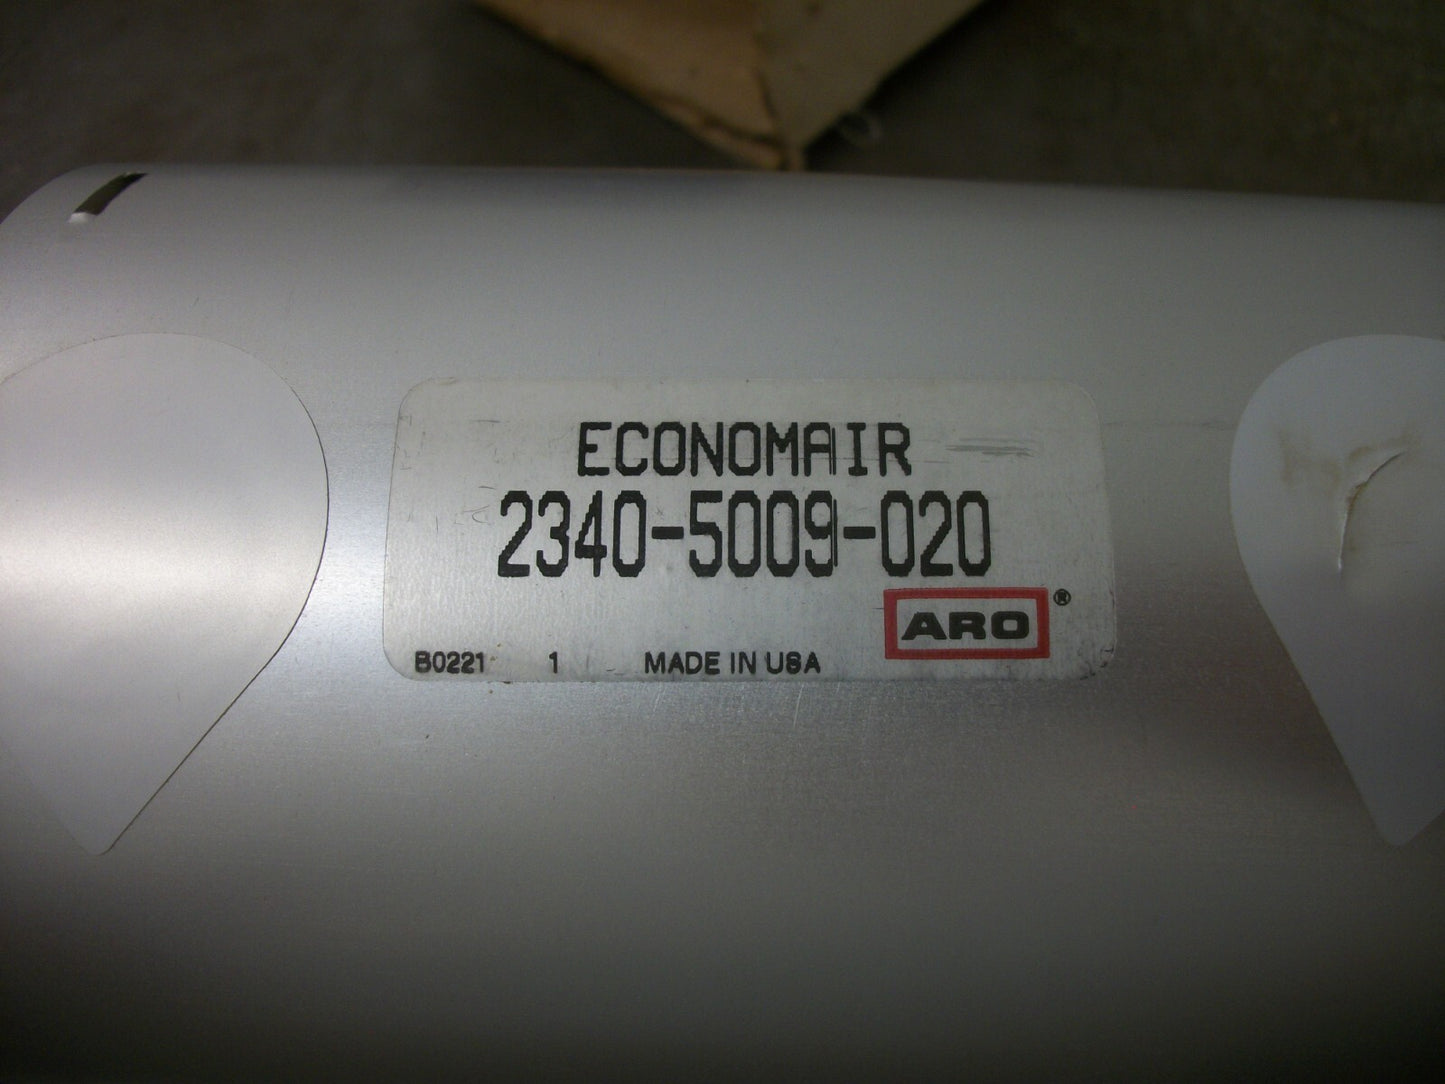 ECONOMAIR
2340-5009-020
ARO®
B0221 1 MADE IN USA